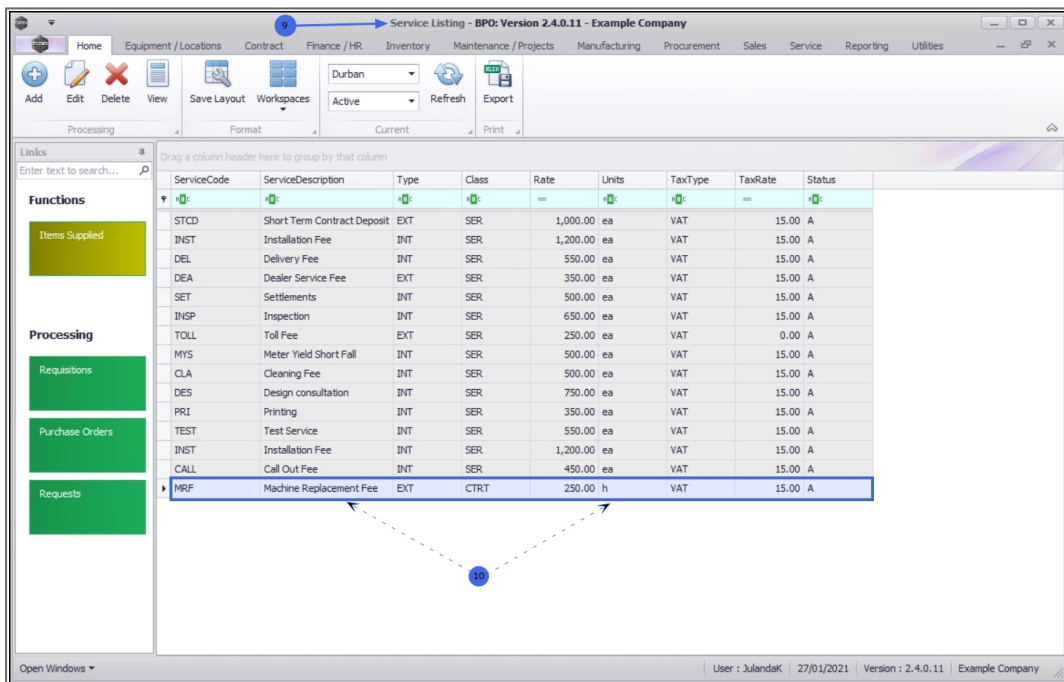 9
Service Listing - BPO: Version 2.4.0.11 - Example Company
Home Equipment / Locations Contract Finance / HR Inventory Maintenance / Projects Manufacturing Procurement Sales Service Reporting Utilities
Durban
Active
Add Edit Delete View Save Layout Workspaces Refresh Export
Processing Format Current Print
Links
Enter text to search...
Drag a column header here to group by that column
ServiceCode ServiceDescription Type Class Rate Units TaxType TaxRate Status
STCD Short Term Contract Deposit EXT SER 1,000.00 ea VAT 15.00 A
INST Installation Fee INT SER 1,200.00 ea VAT 15.00 A
DEL Delivery Fee INT SER 550.00 ea VAT 15.00 A
DEA Dealer Service Fee EXT SER 350.00 ea VAT 15.00 A
SET Settlements INT SER 500.00 ea VAT 15.00 A
INSP Inspection INT SER 650.00 ea VAT 15.00 A
TOLL Toll Fee EXT SER 250.00 ea VAT 0.00 A
MYS Meter Yield Short Fall INT SER 500.00 ea VAT 15.00 A
CLA Cleaning Fee INT SER 500.00 ea VAT 15.00 A
DES Design consultation INT SER 750.00 ea VAT 15.00 A
PRI Printing INT SER 350.00 ea VAT 15.00 A
TEST Test Service INT SER 550.00 ea VAT 15.00 A
INST Installation Fee INT SER 1,200.00 ea VAT 15.00 A
CALL Call Out Fee INT SER 450.00 ea VAT 15.00 A
MRF Machine Replacement Fee EXT CTRT 250.00 h VAT 15.00 A
10
Functions
Items Supplied
Processing
Requisitions
Purchase Orders
Requests
Open Windows
User : JulandaK 27/01/2021 Version : 2.4.0.11 Example Company